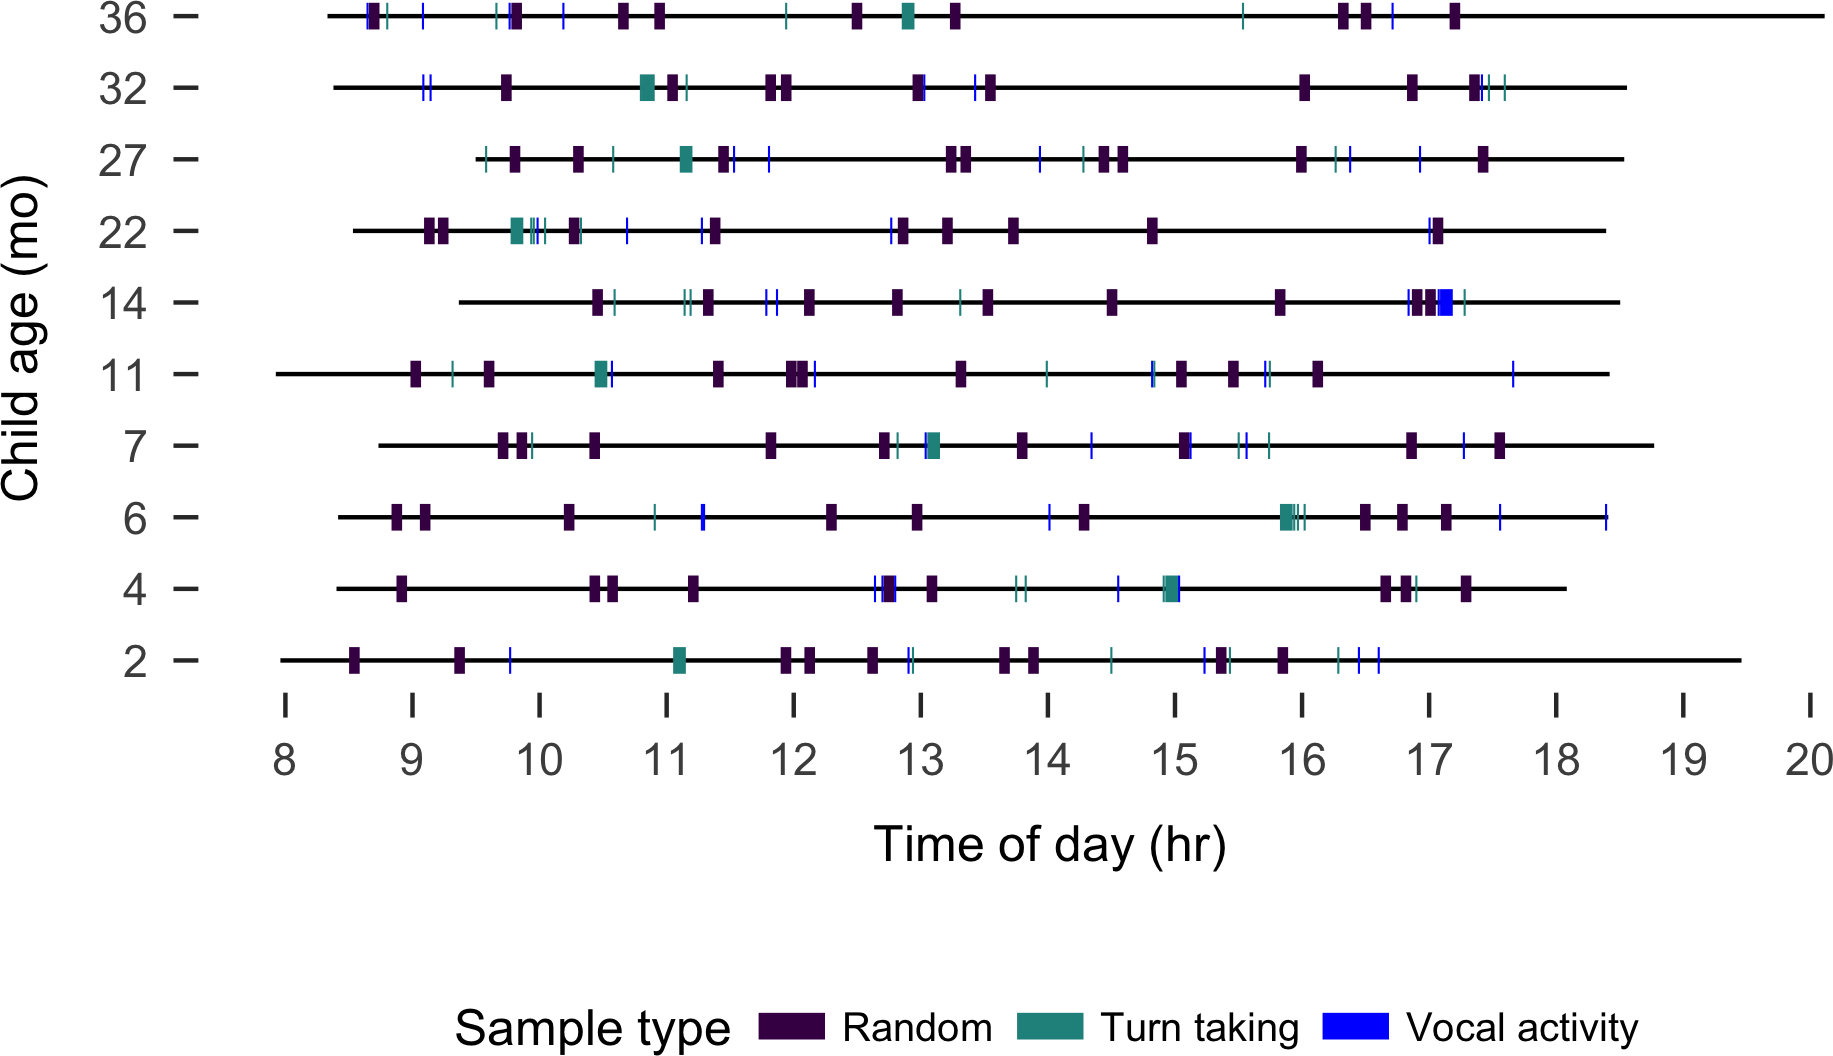 36
32
27
22
14
11
7
6
4
2
Child age (mo)
8 9 10 11 12 13 14 15 16 17 18 19 20
Time of day (hr)
Sample type Random Turn taking Vocal activity